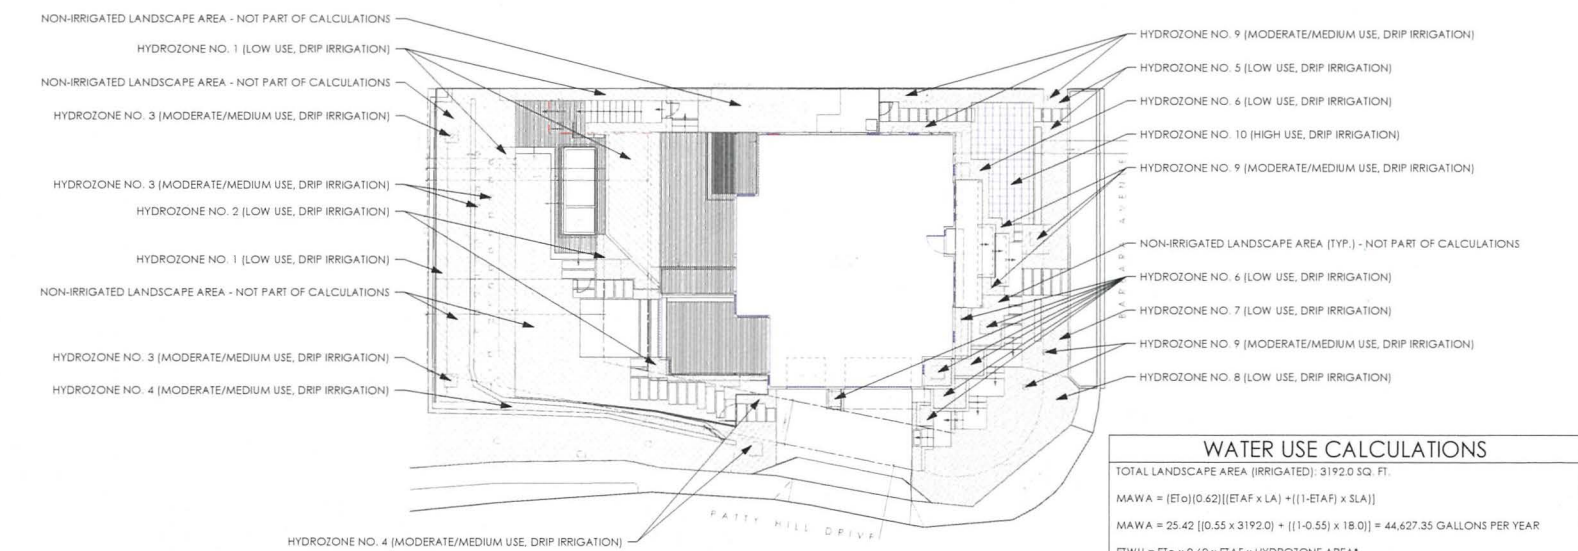 NON-IRRIGATED LANDSCAPE AREA - NOT PART OF CALCULATIONS
HYDROZONE NO. 1 (LOW USE, DRIP IRRIGATION)
NON-IRRIGATED LANDSCAPE AREA - NOT PART OF CALCULATIONS
HYDROZONE NO. 3 (MODERATE/MEDIUM USE, DRIP IRRIGATION)
HYDROZONE NO. 3 (MODERATE/MEDIUM USE, DRIP IRRIGATION)
HYDROZONE NO. 2 (LOW USE, DRIP IRRIGATION)
HYDROZONE NO. 1 (LOW USE, DRIP IRRIGATION)
NON-IRRIGATED LANDSCAPE AREA - NOT PART OF CALCULATIONS
HYDROZONE NO. 3 (MODERATE/MEDIUM USE, DRIP IRRIGATION)
HYDROZONE NO. 4 (MODERATE/MEDIUM USE, DRIP IRRIGATION)
HYDROZONE NO. 4 (MODERATE/MEDIUM USE, DRIP IRRIGATION)
PATTY HILL DRIVE
HYDROZONE NO. 9 (MODERATE/MEDIUM USE, DRIP IRRIGATION)
HYDROZONE NO. 5 (LOW USE, DRIP IRRIGATION)
HYDROZONE NO. 6 (LOW USE, DRIP IRRIGATION)
HYDROZONE NO. 10 (HIGH USE, DRIP IRRIGATION)
HYDROZONE NO. 9 (MODERATE/MEDIUM USE, DRIP IRRIGATION)
NON-IRRIGATED LANDSCAPE AREA (TYP.) - NOT PART OF CALCULATIONS
HYDROZONE NO. 6 (LOW USE, DRIP IRRIGATION)
HYDROZONE NO. 7 (LOW USE, DRIP IRRIGATION)
HYDROZONE NO. 9 (MODERATE/MEDIUM USE, DRIP IRRIGATION)
HYDROZONE NO. 8 (LOW USE, DRIP IRRIGATION)
WATER USE CALCULATIONS
TOTAL LANDSCAPE AREA (IRRIGATED): 3192.0 SQ. FT.
MAWA = (ETo)(0.62)[(ETAF x LA) +((1-ETAF) x SLA)]
MAWA = 25.42 [(0.55 x 3192.0) + ((1-0.55) x 18.0)] = 44,627.35 GALLONS PER YEAR